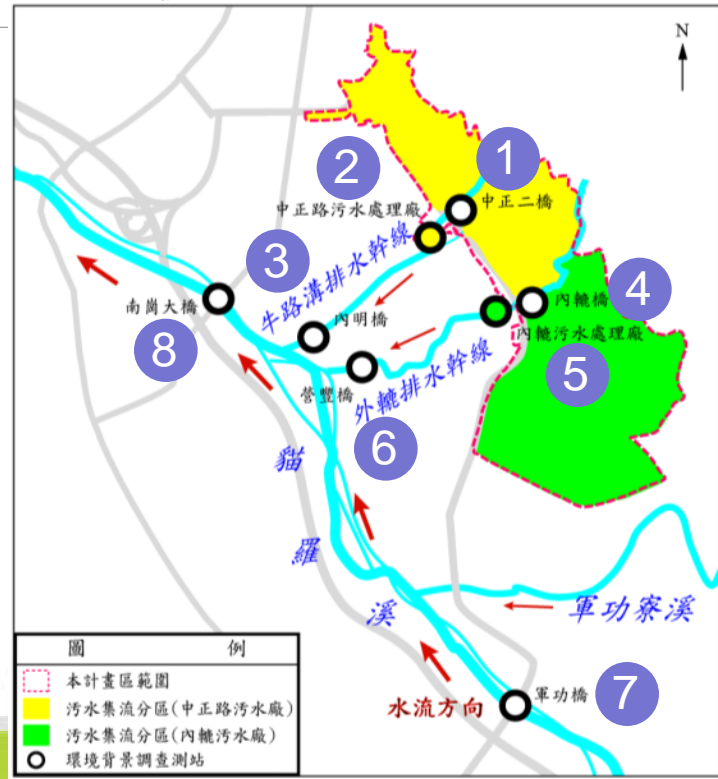 N
1
中正二橋
2
中正路污水處理廠
3
牛路溝排水幹線
內明橋
4
內轆橋
5
內轆污水處理廠
南崗大橋
8
營豐橋
外轆排水幹線
6
貓羅溪
軍功寮溪
軍功橋
7
水流方向
圖 例
本計畫區範圍
污水集流分區(中正路污水廠)
污水集流分區(內轆污水廠)
環境背景調查測站